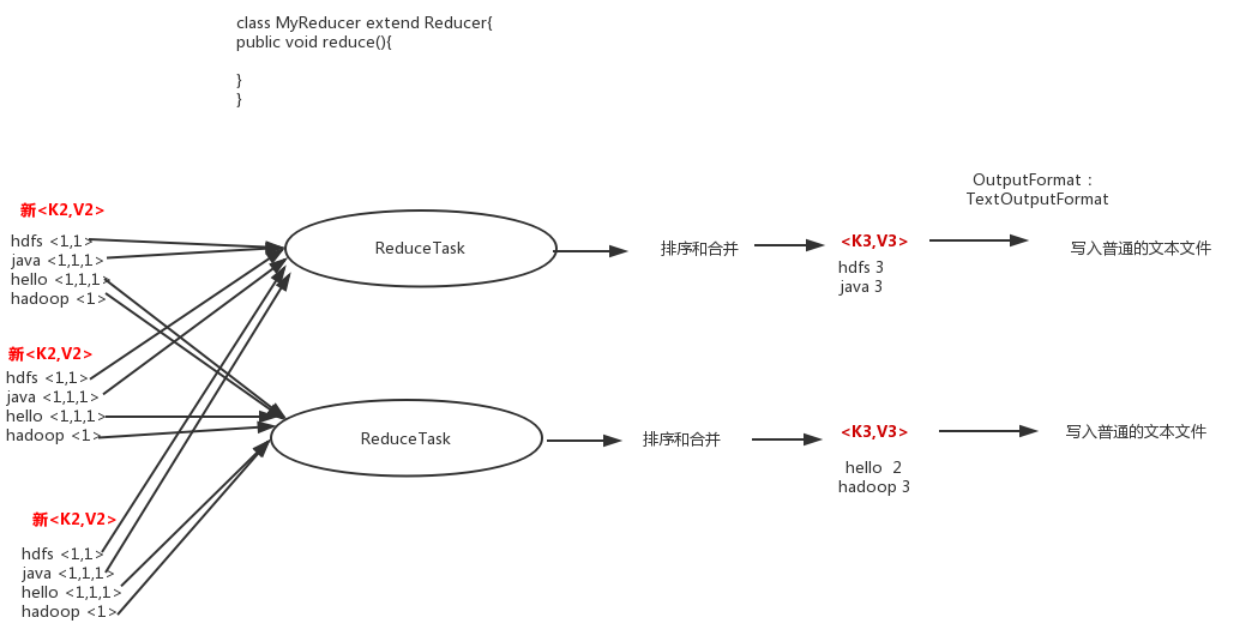 class MyReducer extend Reducer{
public void reduce(){
}
}
OutputFormat：
TextOutputFormat
新<K2,V2>
hdfs <1,1>
java <1,1,1>
hello <1,1,1>
hadoop <1>
ReduceTask
排序和合并
<K3,V3>
hdfs 3
java 3
写入普通的文本文件
新<K2,V2>
hdfs <1,1>
java <1,1,1>
hello <1,1,1>
hadoop <1>
ReduceTask
排序和合并
<K3,V3>
hello 2
hadoop 3
写入普通的文本文件
新<K2,V2>
hdfs <1,1>
java <1,1,1>
hello <1,1,1>
hadoop <1>